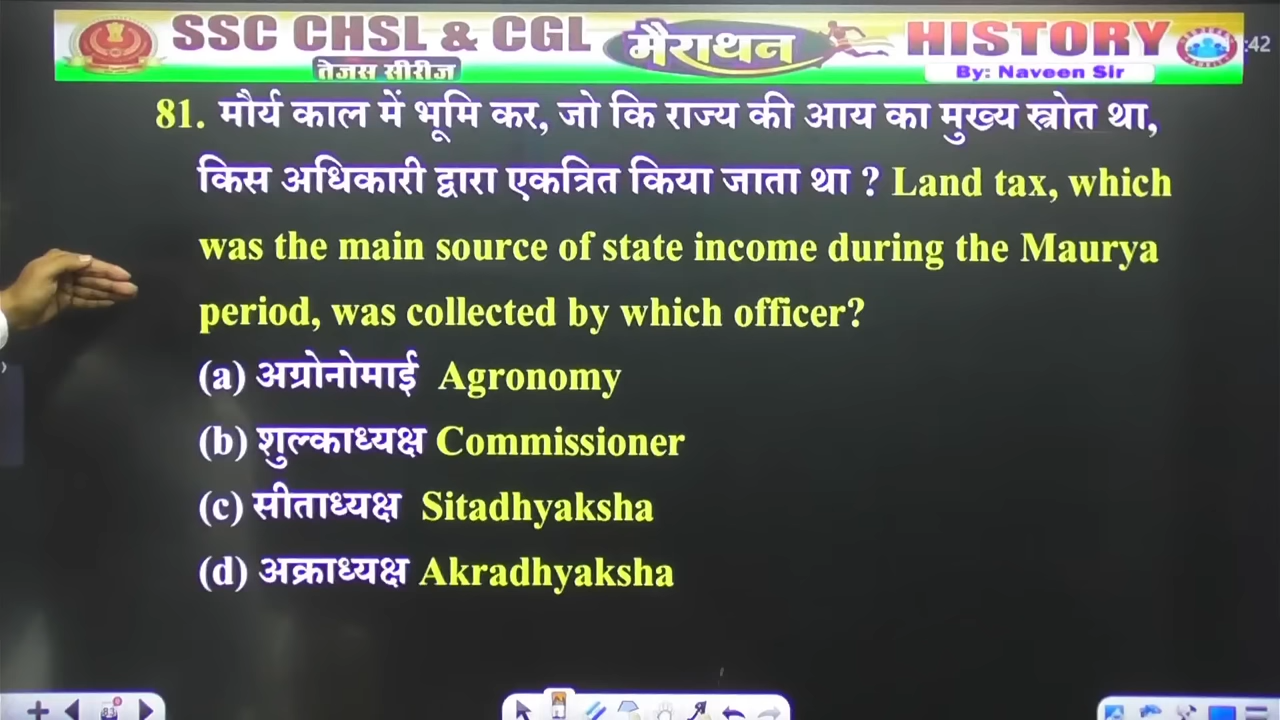 SSC CHSL & CGL
तेजस सीरीज
मैराथन
HISTORY
By: Naveen Sir
:42
81. मौर्य काल में भूमि कर, जो कि राज्य की आय का मुख्य स्त्रोत था,
किस अधिकारी द्वारा एकत्रित किया जाता था ? Land tax, which
was the main source of state income during the Maurya
period, was collected by which officer?
(a) अग्रोनोमाई Agronomy
(b) शुल्काध्यक्ष Commissioner
(c) सीताध्यक्ष Sitadhyaksha
(d) अक्राध्यक्ष Akradhyaksha